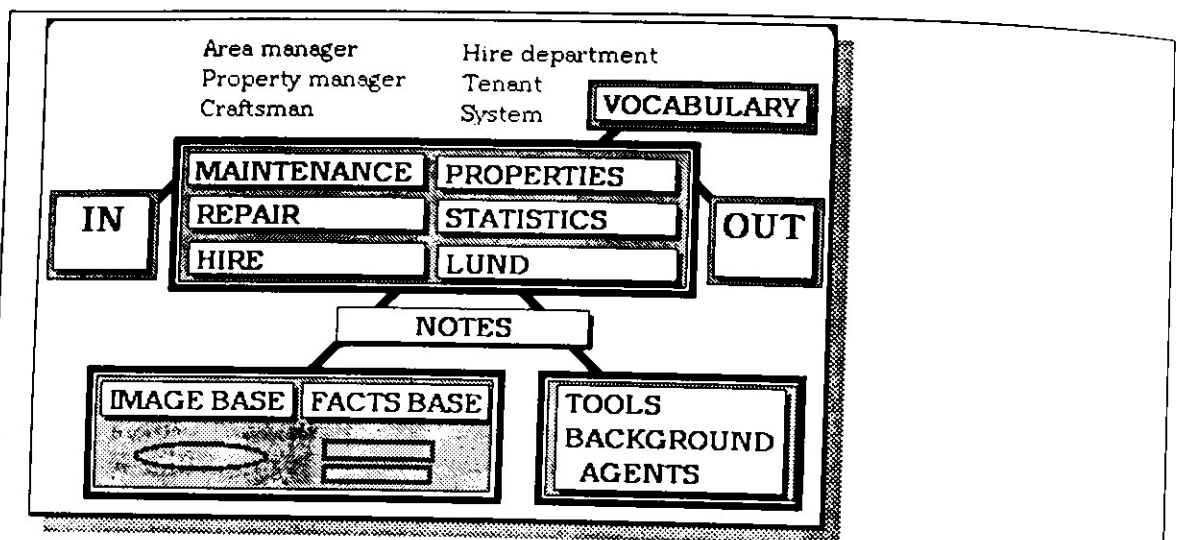 Area manager
Property manager
Craftsman
Hire department
Tenant
System
VOCABULARY
MAINTENANCE
PROPERTIES
REPAIR
STATISTICS
HIRE
LUND
IN
OUT
NOTES
IMAGE BASE
FACTS BASE
TOOLS
BACKGROUND
AGENTS